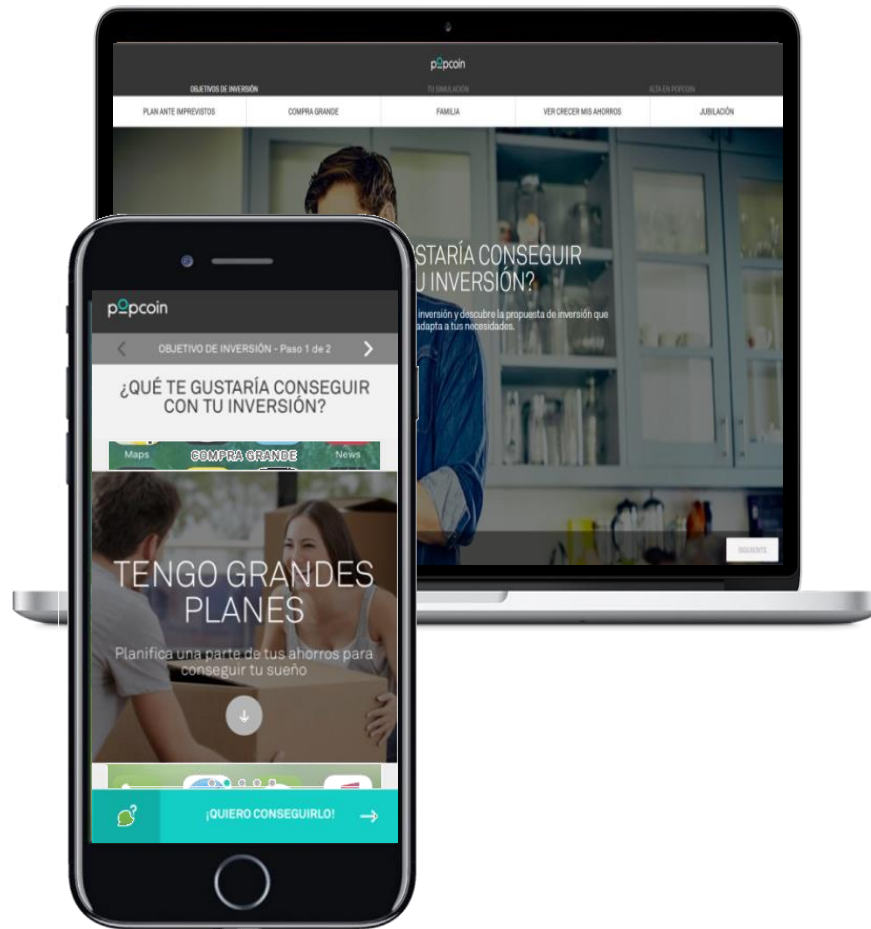 popcoin
OBJETIVOS DE INVERSIÓN
TU SIMULACIÓN
ALTA EN POPCOIN
PLAN ANTE IMPREVISTOS
COMPRA GRANDE
FAMILIA
VER CRECER MIS AHORROS
JUBILACIÓN
STARÍA CONSEGUIR
U INVERSIÓN?
inversión y descubre la propuesta de inversión que
adapta a tus necesidades.
SIGUIENTE
popcoin
OBJETIVO DE INVERSIÓN - Paso 1 de 2
¿QUÉ TE GUSTARÍA CONSEGUIR
CON TU INVERSIÓN?
Maps COMPRA GRANDE News
TENGO GRANDES
PLANES
Planifica una parte de tus ahorros para
conseguir tu sueño
¡QUIERO CONSEGUIRLO!